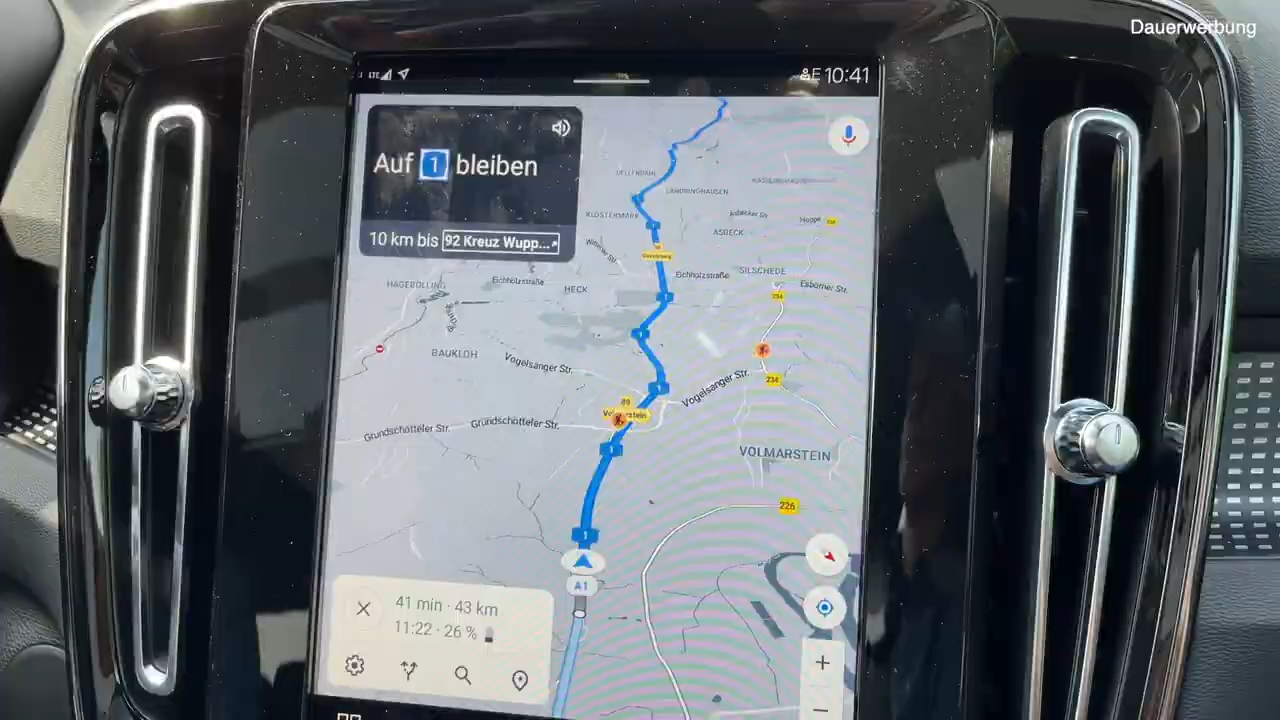 Dauerwerbung
LTE
E 10:41
Auf 1 bleiben
10 km bis 92 Kreuz Wupp...
LANDRINGHAUSEN
KLOSTERMARK
ASBECK
Eichholzstraße
Eichholzstraße
SILSCHEDE
Esborner Str.
HAGEBÖLLING
HECK
234
BAUKLOH
Vogelsanger Str.
Vogelsanger Str.
234
89
Grundschötteler Str.
Grundschötteler Str.
VOLMARSTEIN
226
A1
41 min · 43 km
11:22 · 26 %